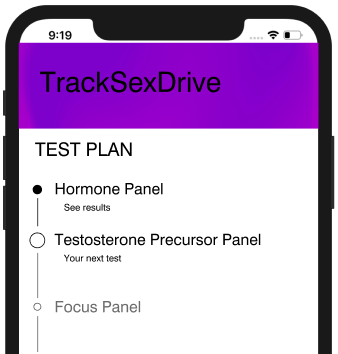 9:19
TrackSexDrive
TEST PLAN
Hormone Panel
See results
Testosterone Precursor Panel
Your next test
Focus Panel